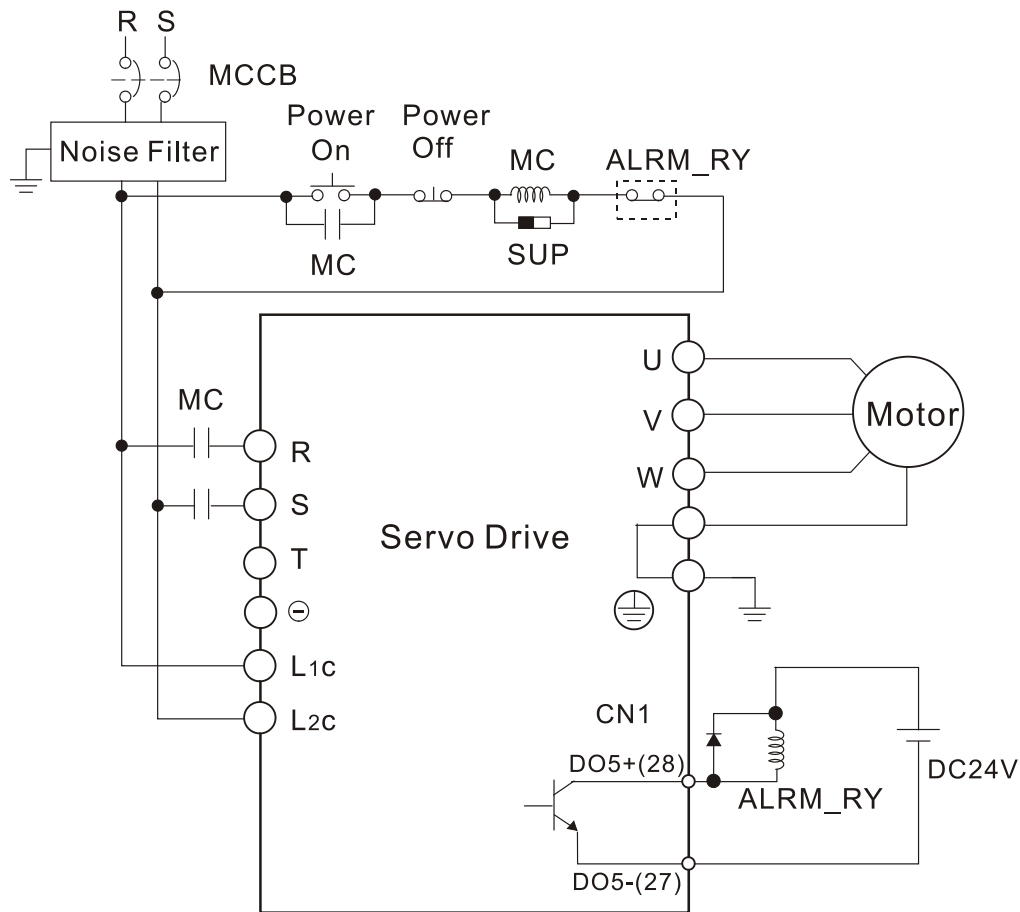 R S
MCCB
Noise Filter
Power On
Power Off
MC
ALRM_RY
MC
SUP
MC
R
S
T
⊖
L1C
L2C
Servo Drive
U
V
W
Motor
CN1
DO5+(28)
ALRM_RY
DC24V
DO5-(27)